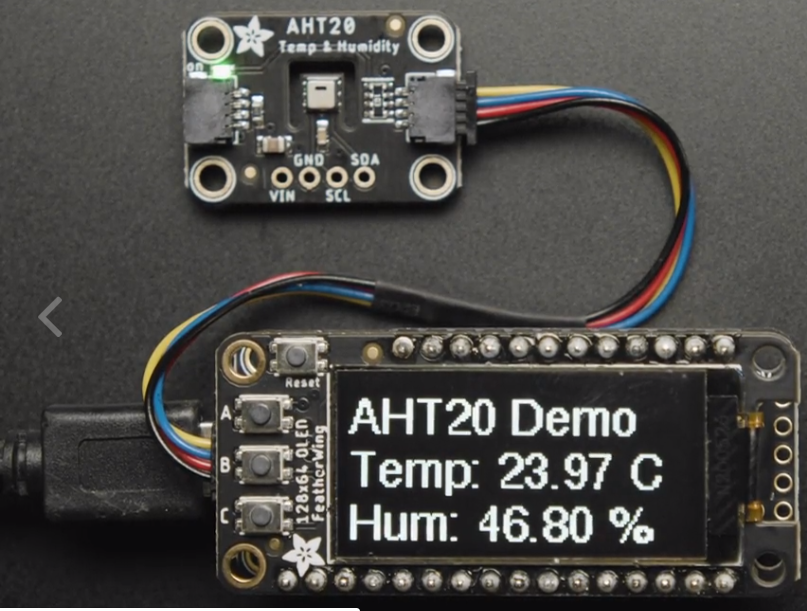 AHT20
Temp & Humidity
on
GND SDA
VIN SCL
Reset
A
B
C
128x64 OLED
FeatherWing
AHT20 Demo
Temp: 23.97 C
Hum: 46.80 %